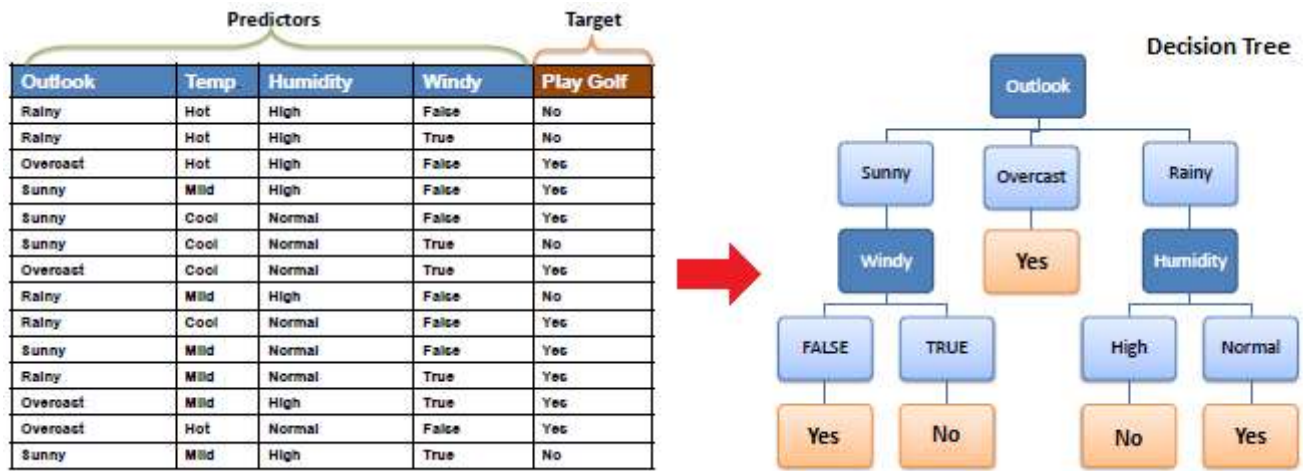 Predictors Target
Outlook Temp Humidity Windy Play Golf
Rainy Hot High False No
Rainy Hot High True No
Overcast Hot High False Yes
Sunny Mild High False Yes
Sunny Cool Normal False Yes
Sunny Cool Normal True No
Overcast Cool Normal True Yes
Rainy Mild High False No
Rainy Cool Normal False Yes
Sunny Mild Normal False Yes
Rainy Mild Normal True Yes
Overcast Mild High True Yes
Overcast Hot Normal False Yes
Sunny Mild High True No
Decision Tree
Outlook
Sunny Overcast Rainy
Windy Yes Humidity
FALSE TRUE High Normal
Yes No No Yes